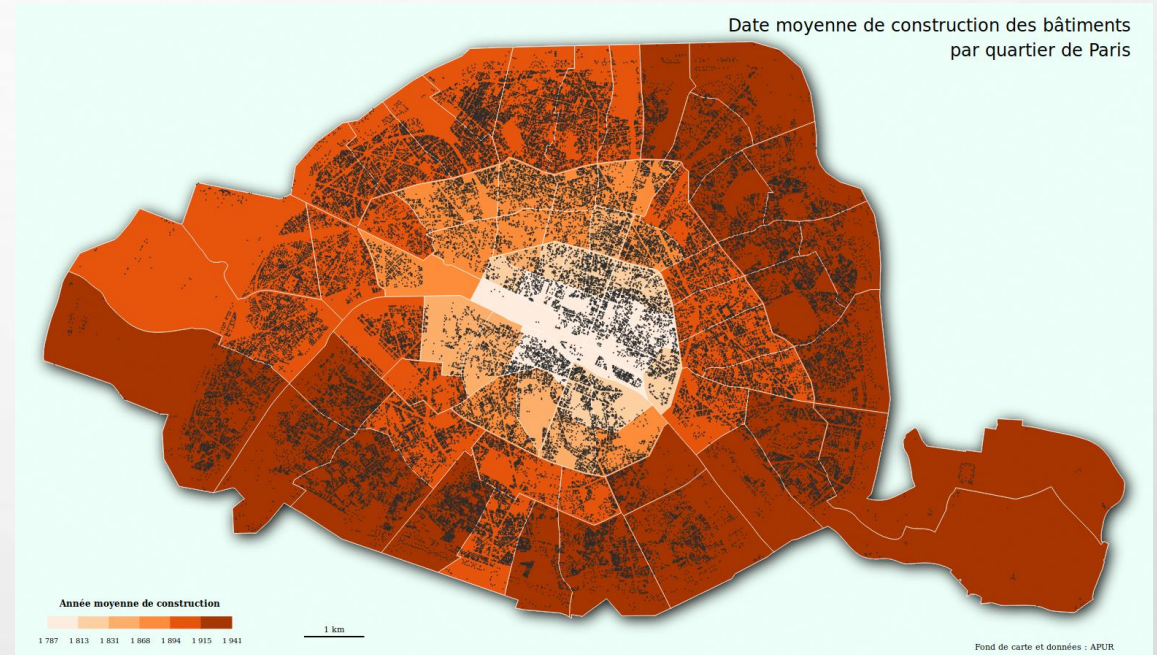 Date moyenne de construction des bâtiments
par quartier de Paris
Année moyenne de construction
1 787 1 813 1 831 1 868 1 894 1 915 1 941
1 km
Fond de carte et données : APUR